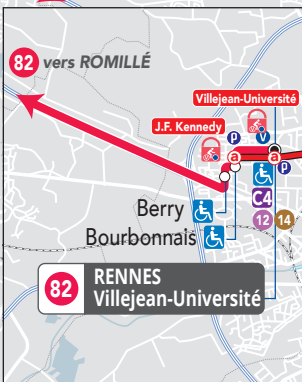 82 vers ROMILLÉ
Villejean-Université
J.F. Kennedy
P V
a a P
C4
12 14
Berry
Bourbonnais
82 RENNES
Villejean-Université